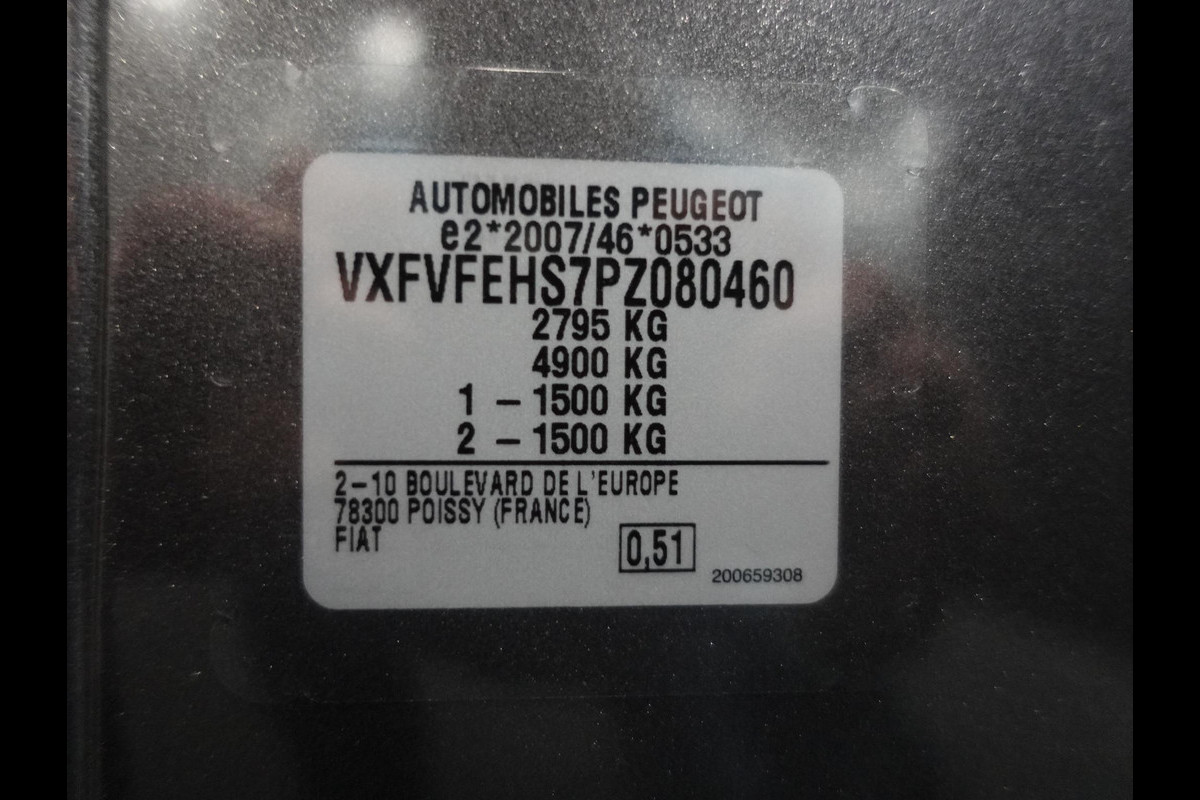 AUTOMOBILES PEUGEOT
e2*2007/46*0533
VXFVFEHS7PZ080460
2795 KG
4900 KG
1 – 1500 KG
2 – 1500 KG
2–10 BOULEVARD DE L'EUROPE
78300 POISSY (FRANCE)
FIAT
0,51
200659308